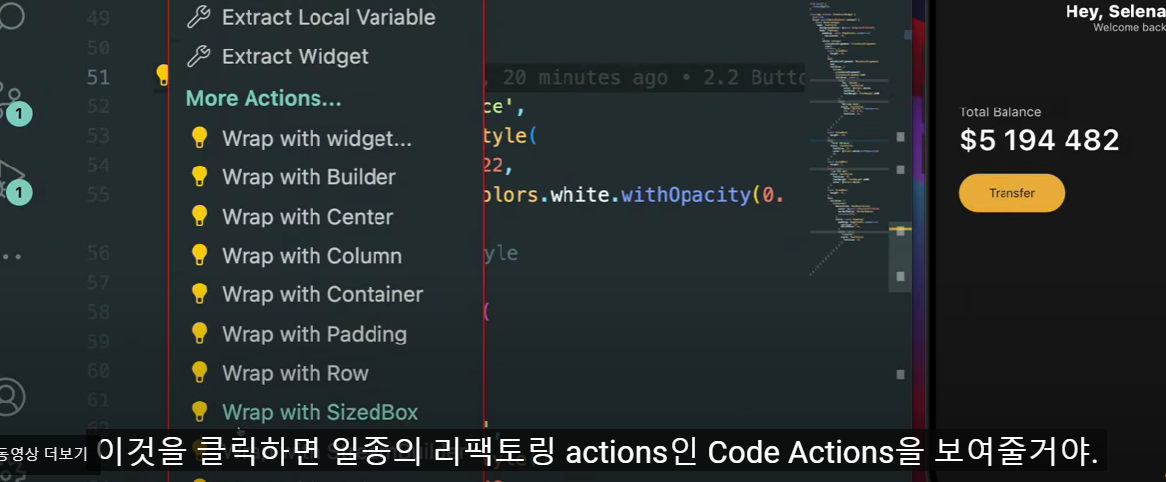 49
Extract Local Variable
50
Extract Widget
51
, 20 minutes ago • 2.2 Butto
More Actions...
52
ce',
Wrap with widget...
53
tyle(
54
22,
Wrap with Builder
55
olors.white.withOpacity(0.
Wrap with Center
56
yle
Wrap with Column
57
Wrap with Container
58
(
Wrap with Padding
59
60
Wrap with Row
61
Wrap with SizedBox
1
1
Hey, Selena
Welcome back
Total Balance
$5 194 482
Transfer
동영상 더보기
이것을 클릭하면 일종의 리팩토링 actions인 Code Actions을 보여줄거야.